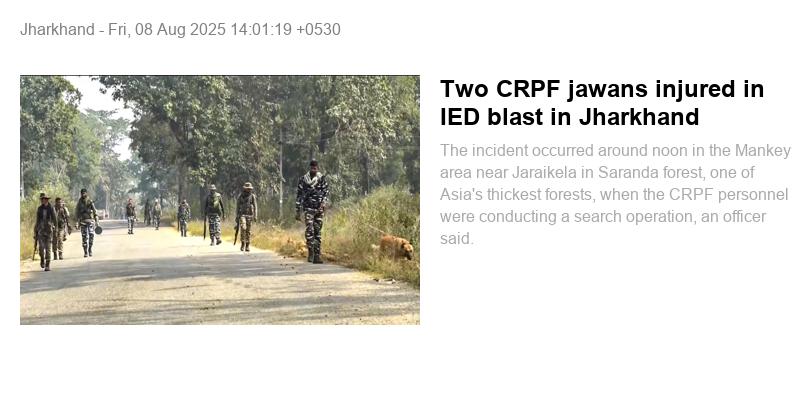 Jharkhand - Fri, 08 Aug 2025 14:01:19 +0530
Two CRPF jawans injured in
IED blast in Jharkhand
The incident occurred around noon in the Mankey
area near Jaraikela in Saranda forest, one of
Asia's thickest forests, when the CRPF personnel
were conducting a search operation, an officer
said.